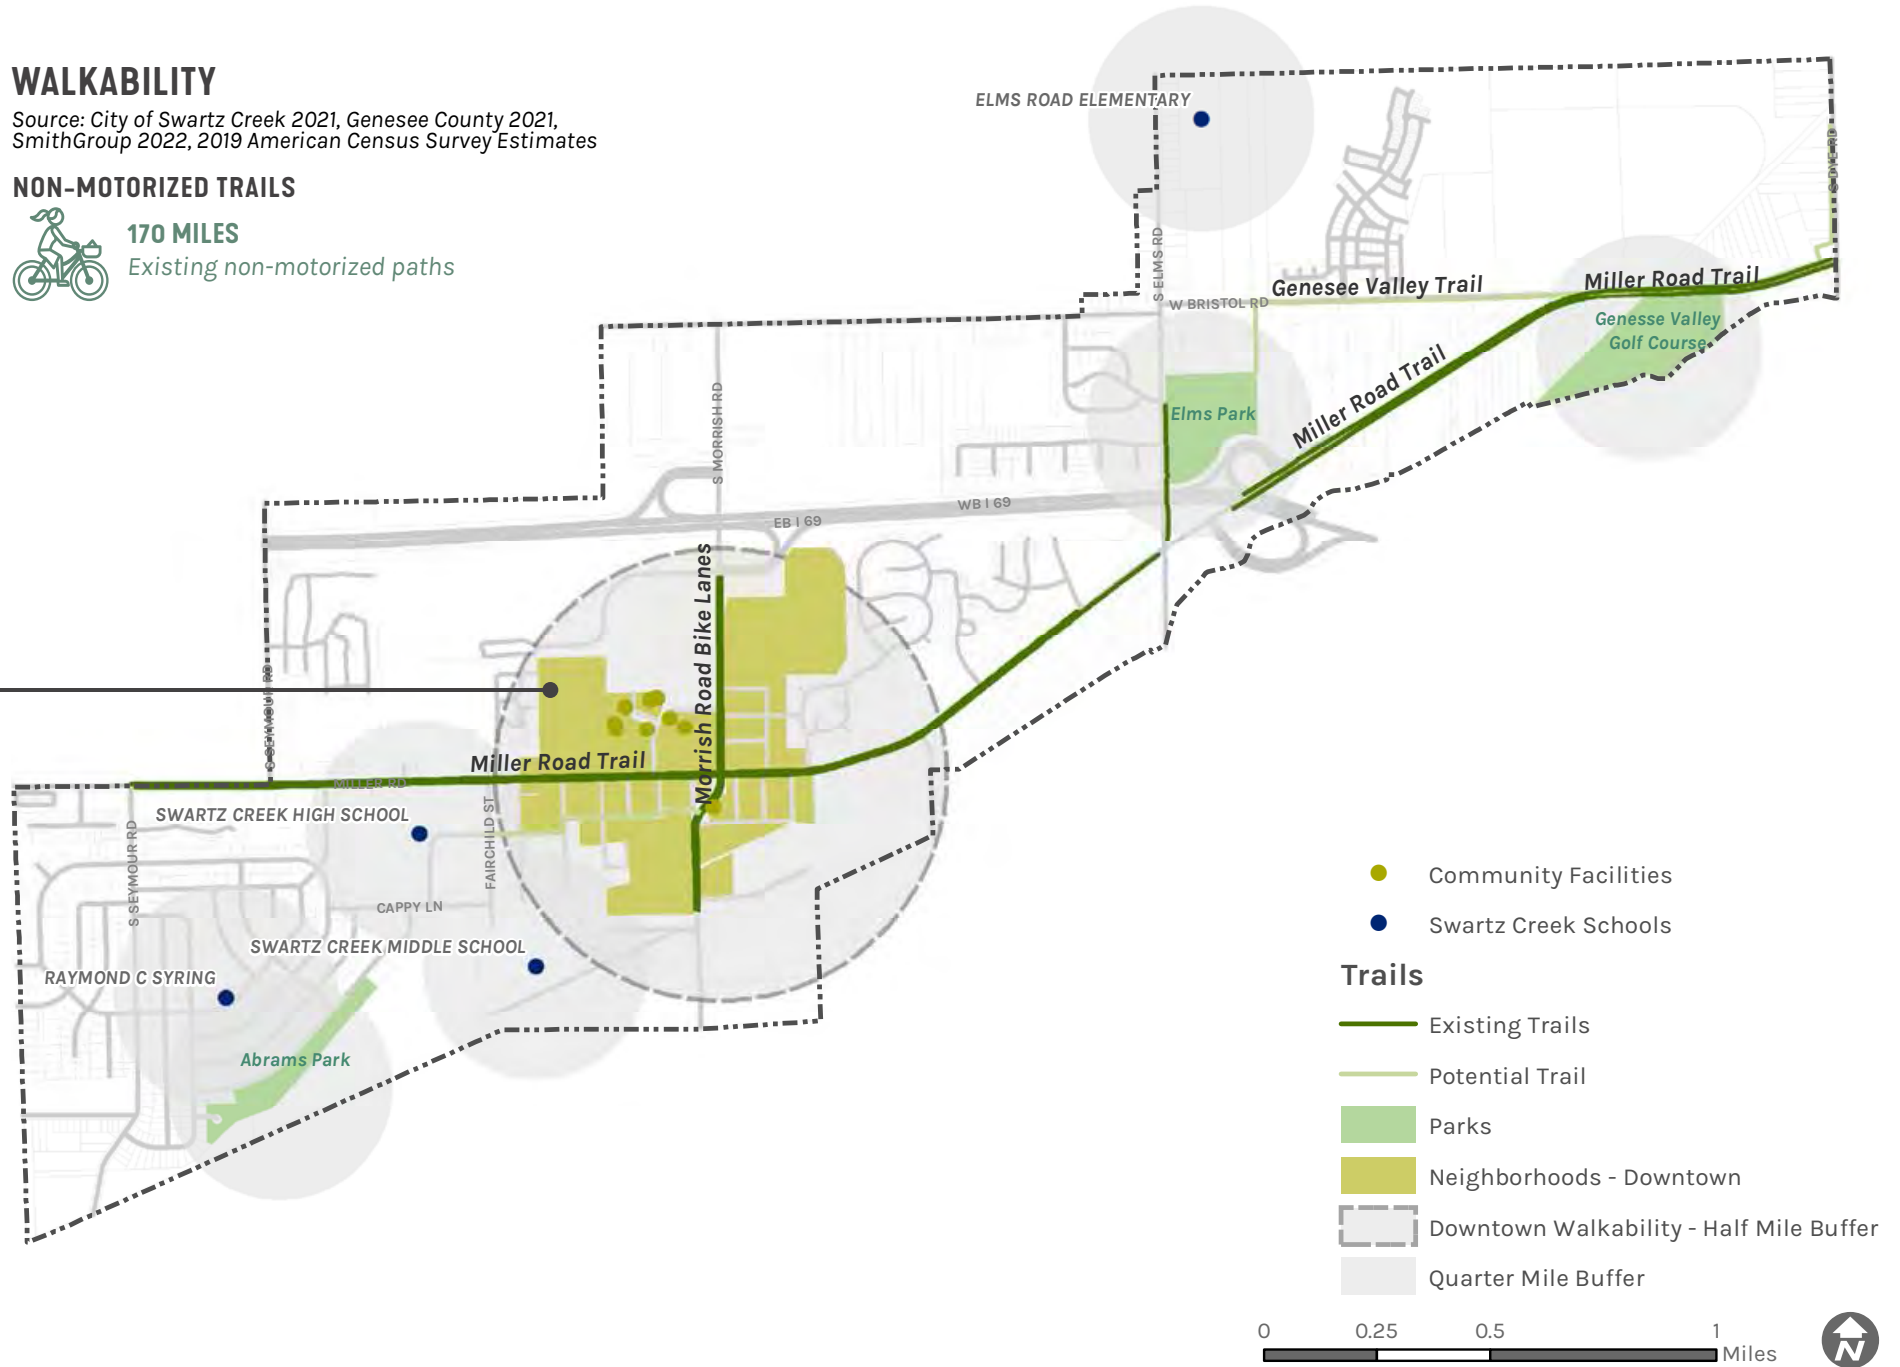 WALKABILITY
Source: City of Swartz Creek 2021, Genesee County 2021,
SmithGroup 2022, 2019 American Census Survey Estimates
NON-MOTORIZED TRAILS
170 MILES
Existing non-motorized paths
ELMS ROAD ELEMENTARY
S DYE RD
S ELMS RD
Genesee Valley Trail
Miller Road Trail
W BRISTOL RD
Genesse Valley
Golf Course
Miller Road Trail
Elms Park
S MORRISH RD
WB I 69
EB I 69
Morrish Road Bike Lanes
S SEYMOUR RD
Miller Road Trail
MILLER RD
SWARTZ CREEK HIGH SCHOOL
FAIRCHILD ST
S SEYMOUR RD
CAPPY LN
SWARTZ CREEK MIDDLE SCHOOL
RAYMOND C SYRING
Abrams Park
Community Facilities
Swartz Creek Schools
Trails
Existing Trails
Potential Trail
Parks
Neighborhoods - Downtown
Downtown Walkability - Half Mile Buffer
Quarter Mile Buffer
0 0.25 0.5 1
Miles
N